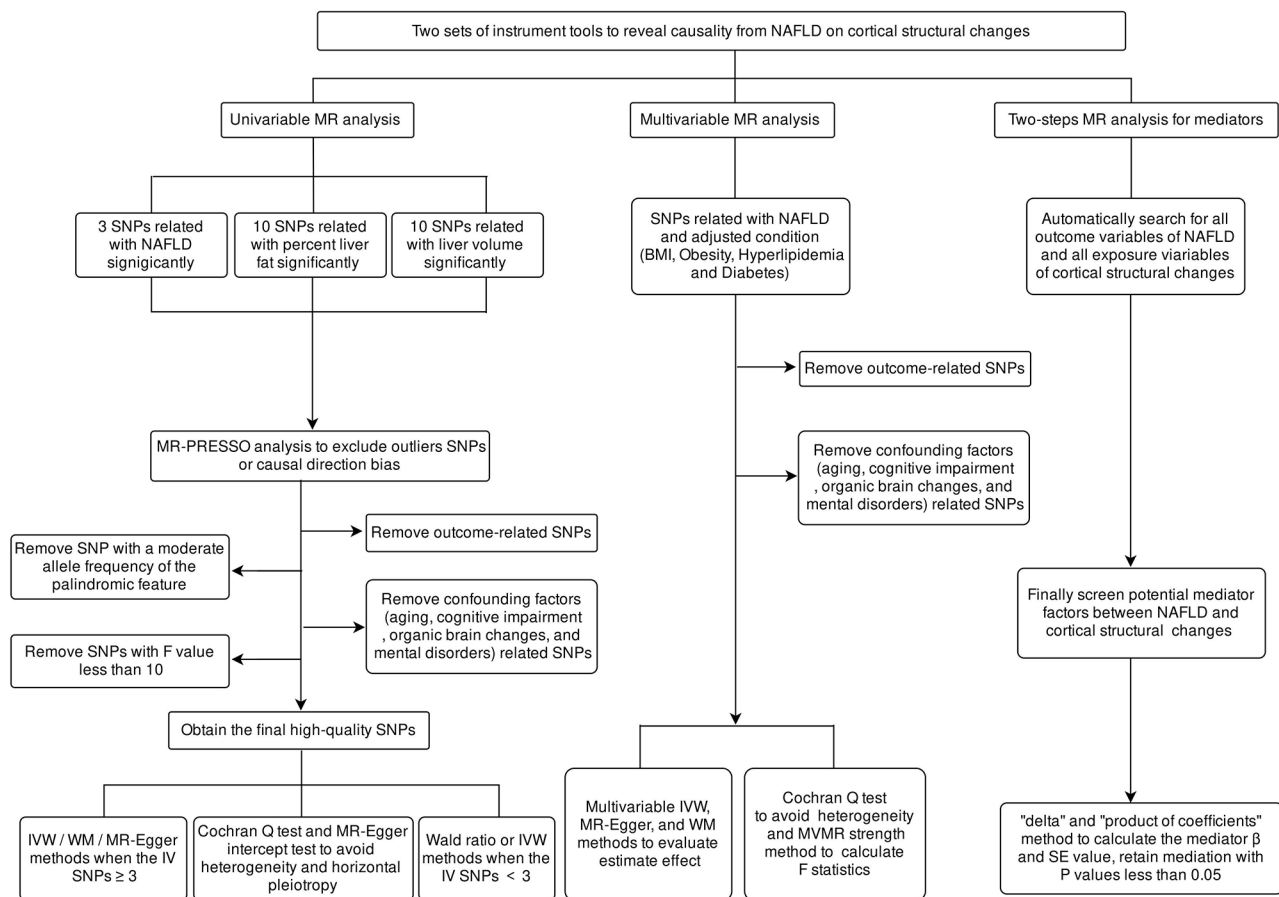 Two sets of instrument tools to reveal causality from NAFLD on cortical structural changes
Univariable MR analysis
Multivariable MR analysis
Two-steps MR analysis for mediators
3 SNPs related
with NAFLD
signigicantly
10 SNPs related
with percent liver
fat significantly
10 SNPs related
with liver volume
significantly
SNPs related with NAFLD
and adjusted condition
(BMI, Obesity, Hyperlipidemia
and Diabetes)
Automatically search for all
outcome variables of NAFLD
and all exposure viariables
of cortical structural changes
Remove outcome-related SNPs
MR-PRESSO analysis to exclude outliers SNPs
or causal direction bias
Remove confounding factors
(aging, cognitive impairment
, organic brain changes, and
mental disorders) related SNPs
Remove outcome-related SNPs
Remove SNP with a moderate
allele frequency of the
palindromic feature
Remove confounding factors
(aging, cognitive impairment
, organic brain changes, and
mental disorders) related SNPs
Remove SNPs with F value
less than 10
Finally screen potential mediator
factors between NAFLD and
cortical structural changes
Obtain the final high-quality SNPs
IVW / WM / MR-Egger
methods when the IV
SNPs ≥ 3
Cochran Q test and MR-Egger
intercept test to avoid
heterogeneity and horizontal
pleiotropy
Wald ratio or IVW
methods when the
IV SNPs < 3
Multivariable IVW,
MR-Egger, and WM
methods to evaluate
estimate effect
Cochran Q test
to avoid heterogeneity
and MVMR strength
method to calculate
F statistics
"delta" and "product of coefficients"
method to calculate the mediator β
and SE value, retain mediation with
P values less than 0.05